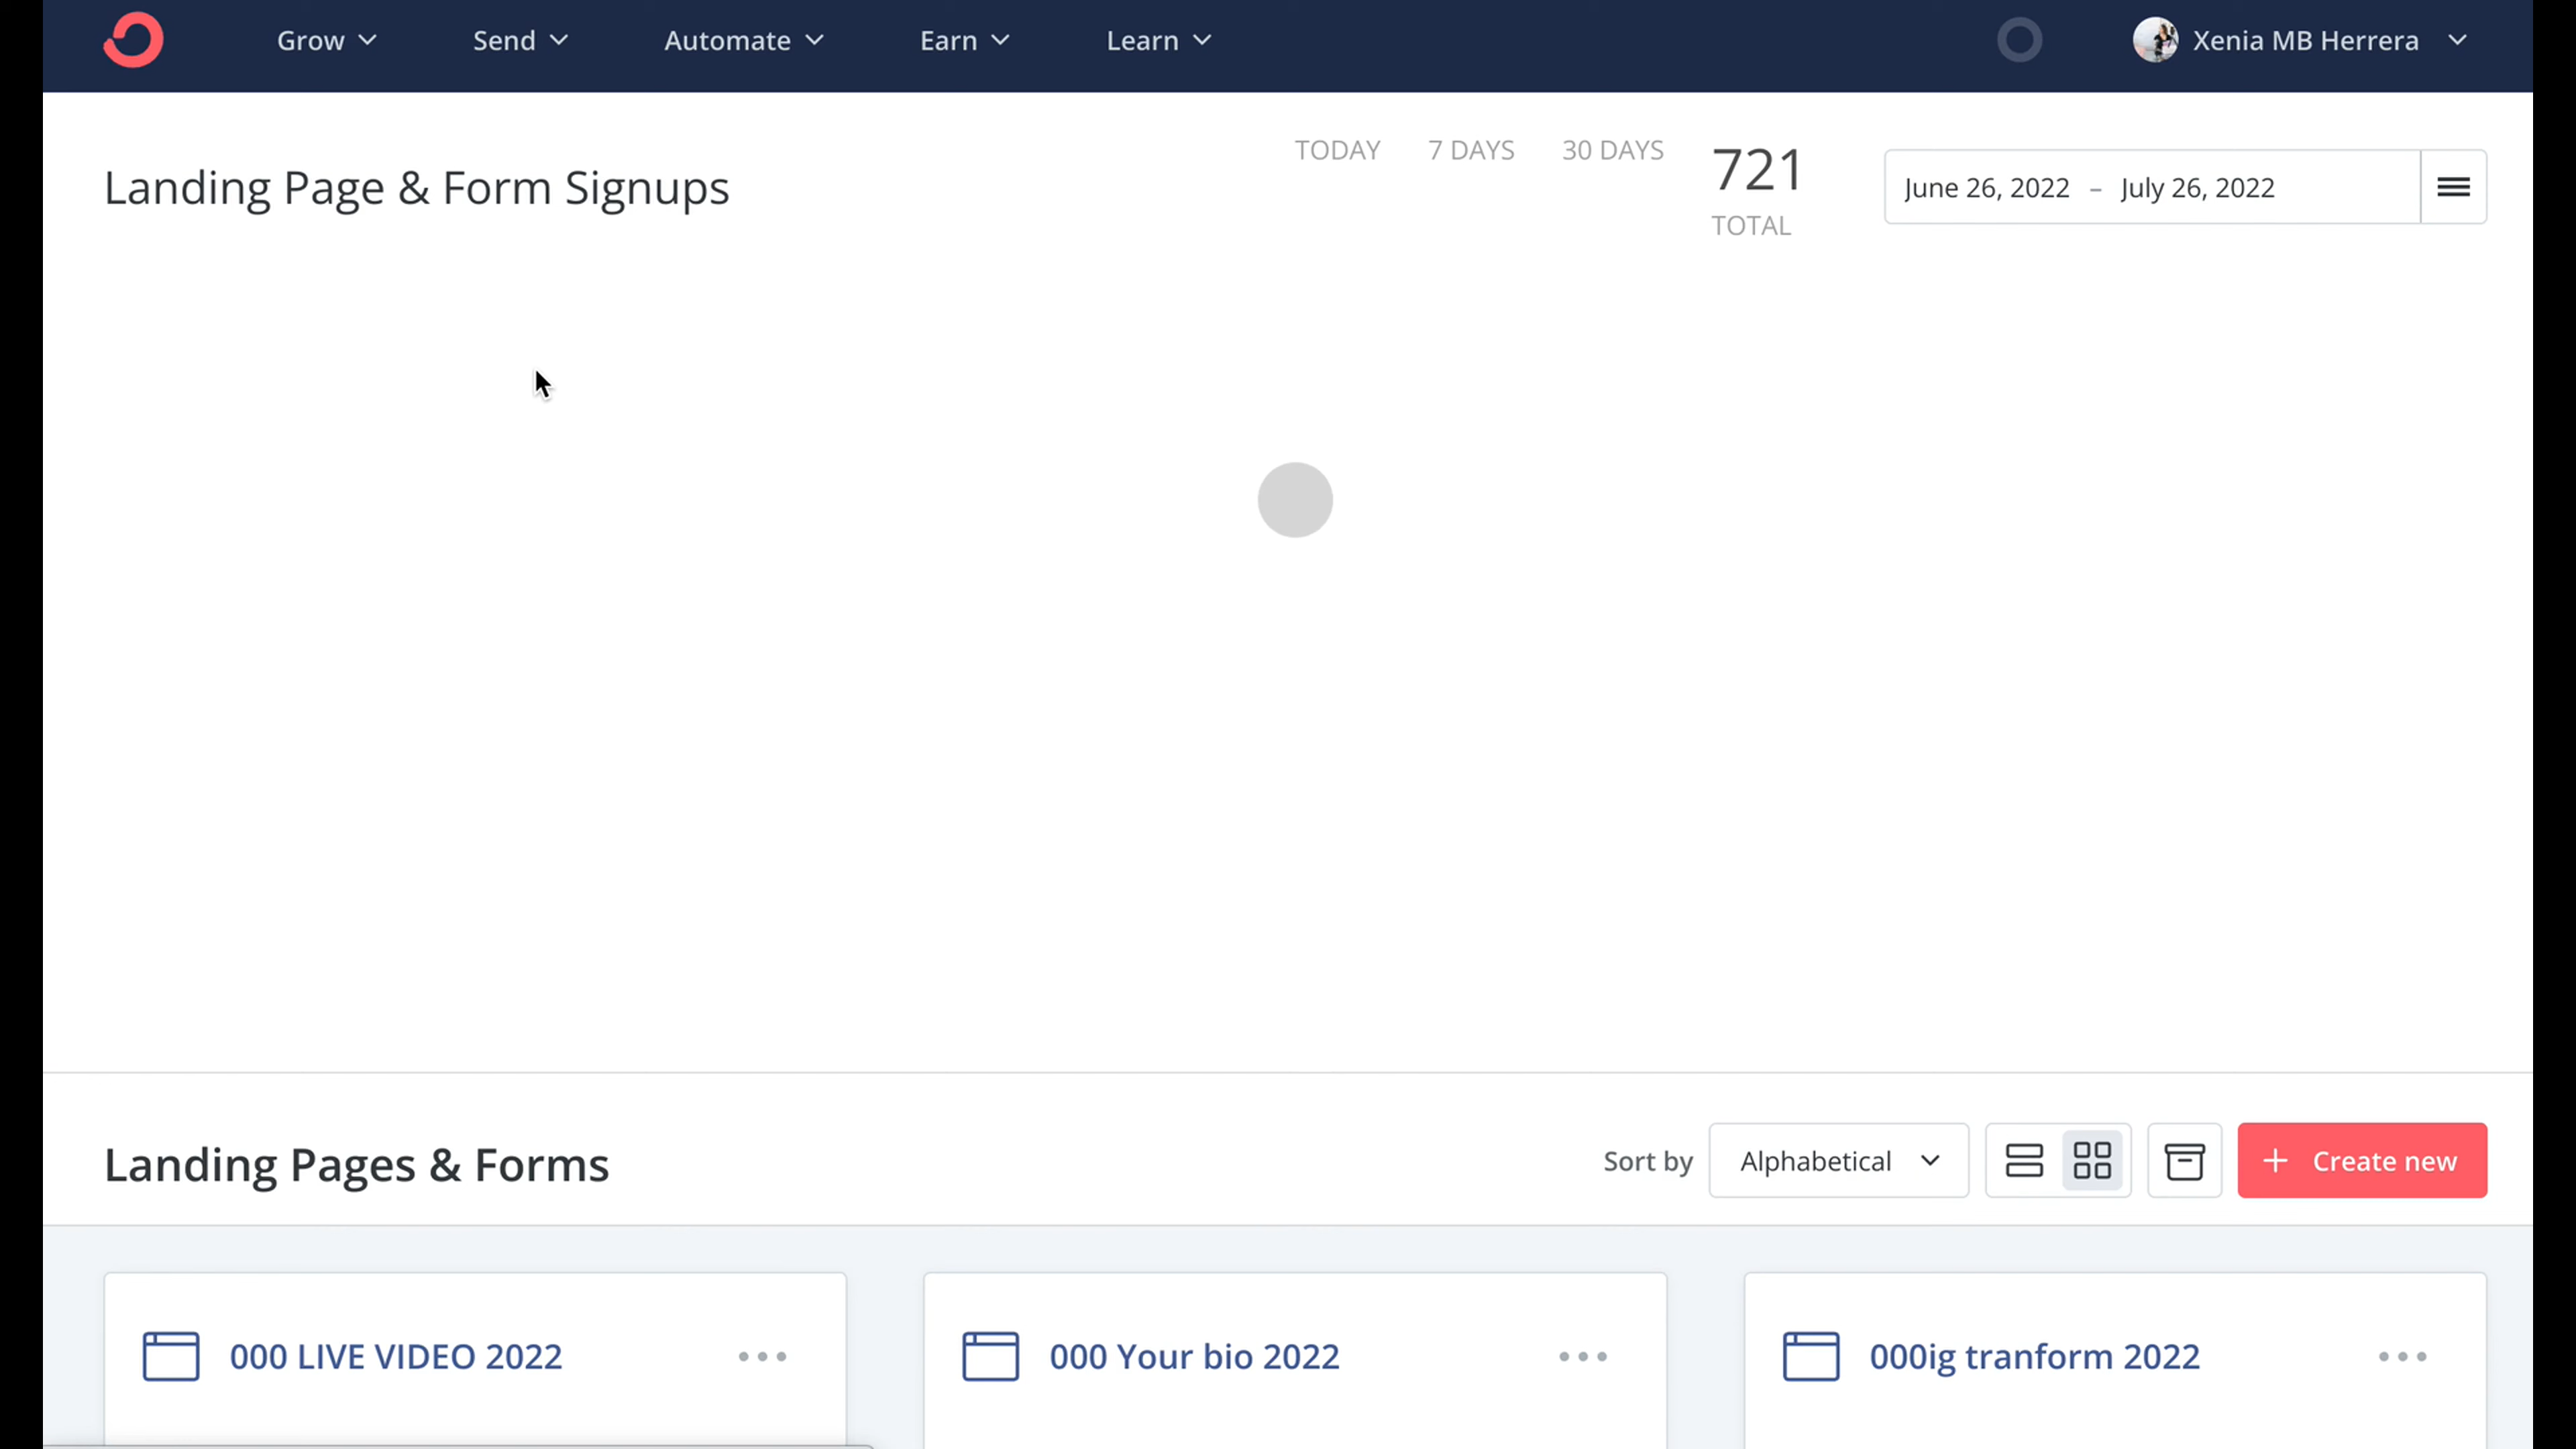 Grow Send Automate Earn Learn Xenia MB Herrera
Landing Page & Form Signups
TODAY 7 DAYS 30 DAYS 721 TOTAL
June 26, 2022 – July 26, 2022
Landing Pages & Forms
Sort by Alphabetical + Create new
000 LIVE VIDEO 2022
000 Your bio 2022
000ig tranform 2022